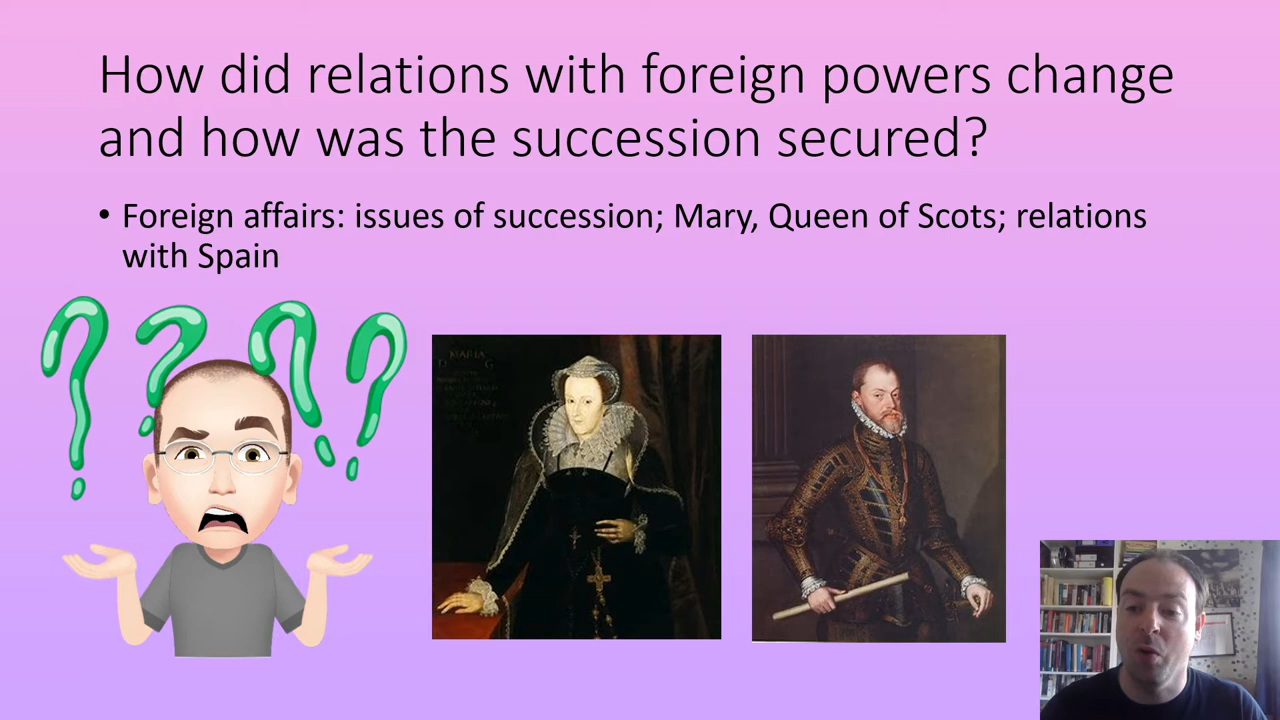 How did relations with foreign powers change
and how was the succession secured?
• Foreign affairs: issues of succession; Mary, Queen of Scots; relations
with Spain
MARIA